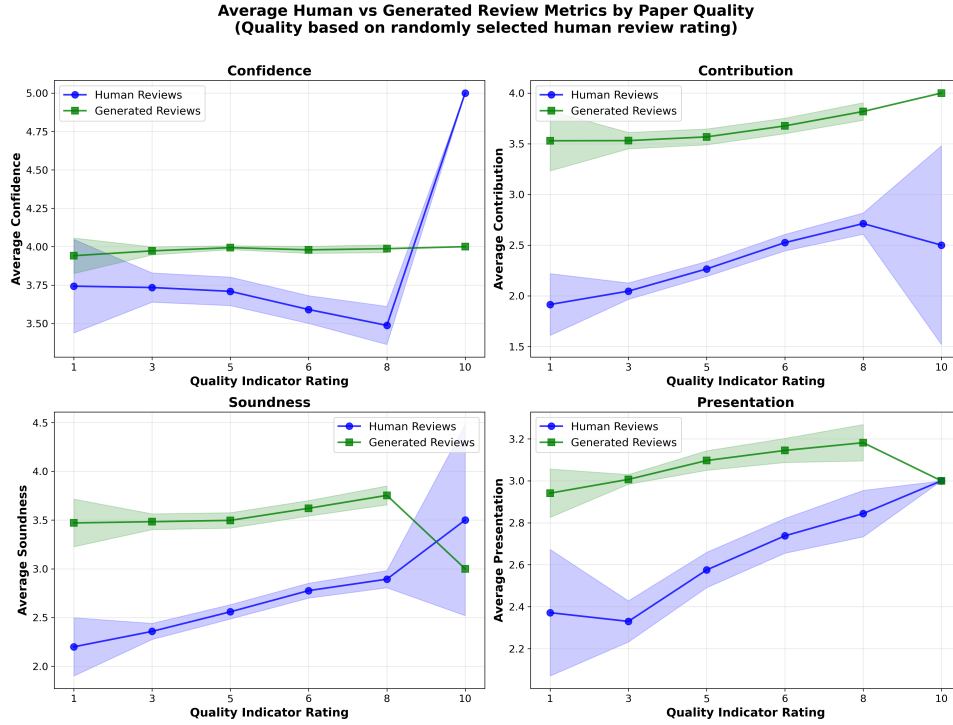 Average Human vs Generated Review Metrics by Paper Quality
(Quality based on randomly selected human review rating)
Confidence
Human Reviews
Generated Reviews
Average Confidence
5.00
4.75
4.50
4.25
4.00
3.75
3.50
1 3 5 6 8 10
Quality Indicator Rating
Contribution
Human Reviews
Generated Reviews
Average Contribution
4.0
3.5
3.0
2.5
2.0
1.5
1 3 5 6 8 10
Quality Indicator Rating
Soundness
Human Reviews
Generated Reviews
Average Soundness
4.5
4.0
3.5
3.0
2.5
2.0
1 3 5 6 8 10
Quality Indicator Rating
Presentation
Human Reviews
Generated Reviews
Average Presentation
3.2
3.0
2.8
2.6
2.4
2.2
1 3 5 6 8 10
Quality Indicator Rating